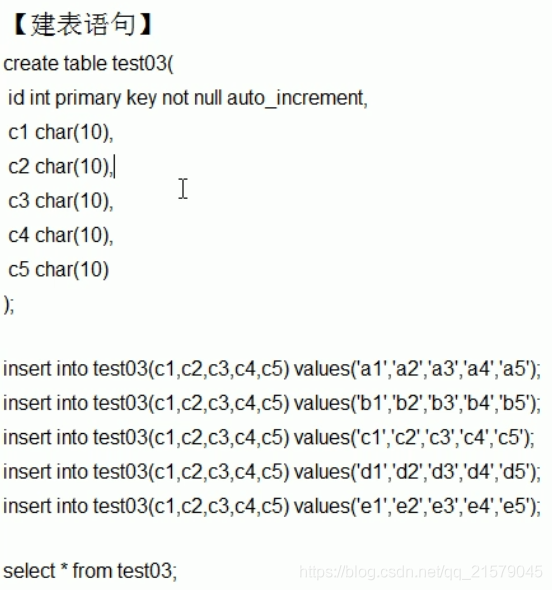 【建表语句】
create table test03(
id int primary key not null auto_increment,
c1 char(10),
c2 char(10),
c3 char(10),
c4 char(10),
c5 char(10)
);
insert into test03(c1,c2,c3,c4,c5) values('a1','a2','a3','a4','a5');
insert into test03(c1,c2,c3,c4,c5) values('b1','b2','b3','b4','b5');
insert into test03(c1,c2,c3,c4,c5) values('c1','c2','c3','c4','c5');
insert into test03(c1,c2,c3,c4,c5) values('d1','d2','d3','d4','d5');
insert into test03(c1,c2,c3,c4,c5) values('e1','e2','e3','e4','e5');
select * from test03;
https://blog.csdn.net/qq_21579045